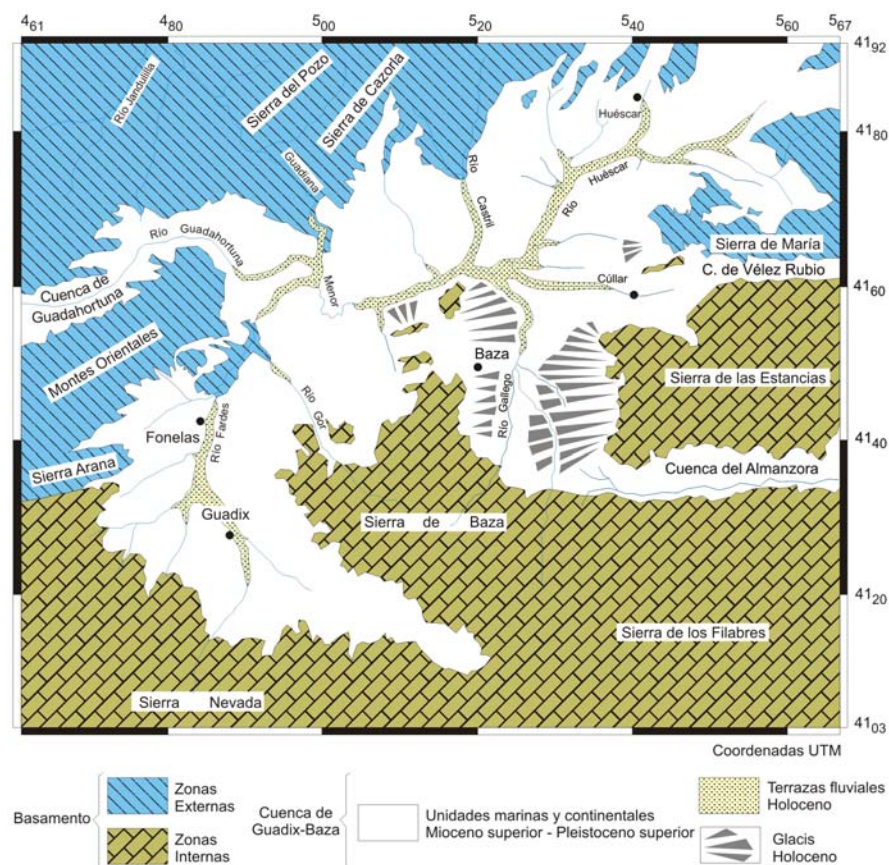 461 480 500 520 540 560 567
4192
Río Jandulilla
Sierra del Pozo
Sierra de Cazorla
Huéscar
4180
Guadiana
Río
Huéscar
Castril
Río
Río Guadahortuna
Sierra de María
C. de Vélez Rubio
Menor
Cúllar
4160
Cuenca de
Guadahortuna
Montes Orientales
Baza
Sierra de las Estancias
Río Gor
Río Gallego
Río Fardes
Fonelas
4140
Sierra Arana
Cuenca del Almanzora
Guadix
Sierra de Baza
4120
Sierra de los Filabres
Sierra Nevada
4103
Coordenadas UTM
Basamento
Zonas
Externas
Zonas
Internas
Cuenca de
Guadix-Baza
Unidades marinas y continentales
Mioceno superior - Pleistoceno superior
Terrazas fluviales
Holoceno
Glacis
Holoceno